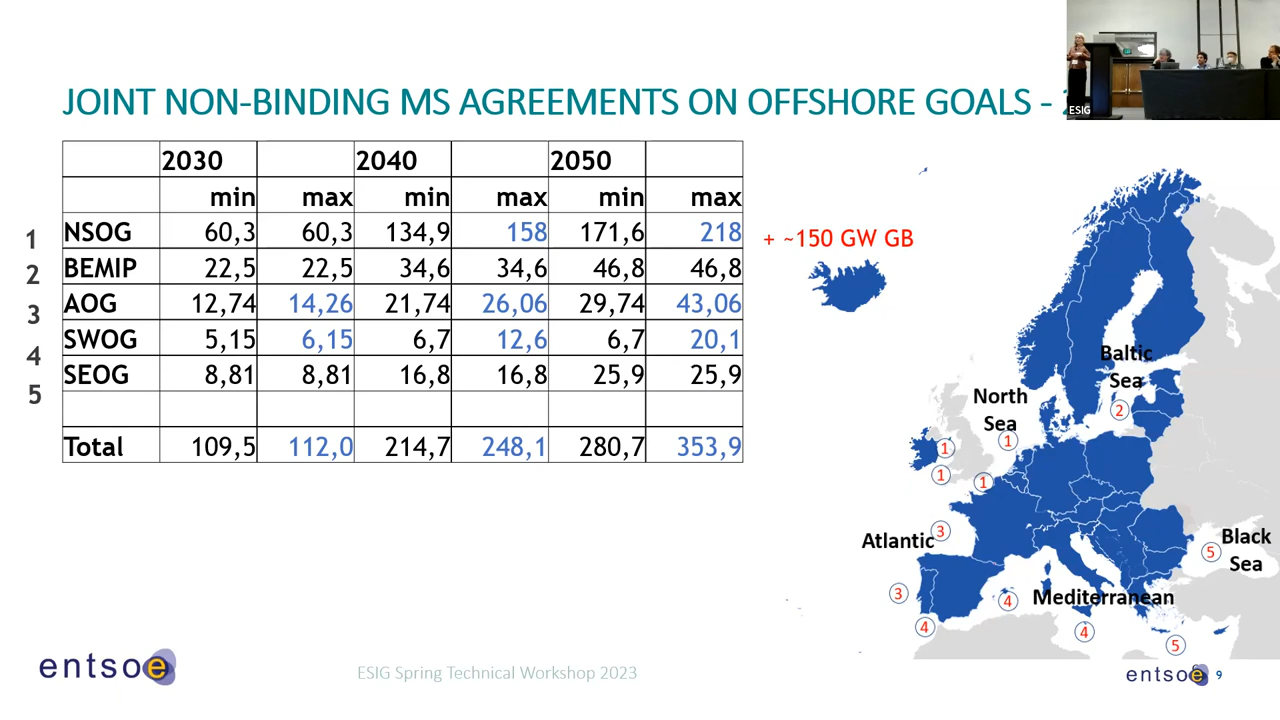 JOINT NON-BINDING MS AGREEMENTS ON OFFSHORE GOALS -
ESIG
2030 2040 2050
min max min max min max
1 NSOG 60,3 60,3 134,9 158 171,6 218
+ ~150 GW GB
2 BEMIP 22,5 22,5 34,6 34,6 46,8 46,8
3 AOG 12,74 14,26 21,74 26,06 29,74 43,06
4 SWOG 5,15 6,15 6,7 12,6 6,7 20,1
5 SEOG 8,81 8,81 16,8 16,8 25,9 25,9
Total 109,5 112,0 214,7 248,1 280,7 353,9
Baltic
Sea
2
North
Sea
1
1
1
1
Atlantic
3
3
4
4
Mediterranean
4
5
Black
Sea
5
entsoe
ESIG Spring Technical Workshop 2023
entsoe
9